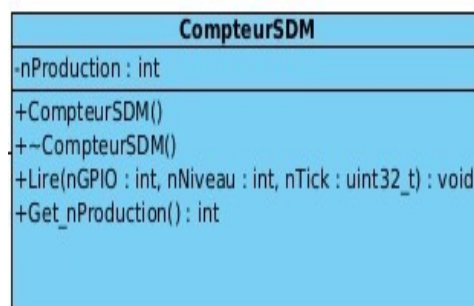 CompteurSDM
-nProduction : int
+CompteurSDM()
+~CompteurSDM()
+Lire(nGPIO : int, nNiveau : int, nTick : uint32_t) : void
+Get_nProduction() : int